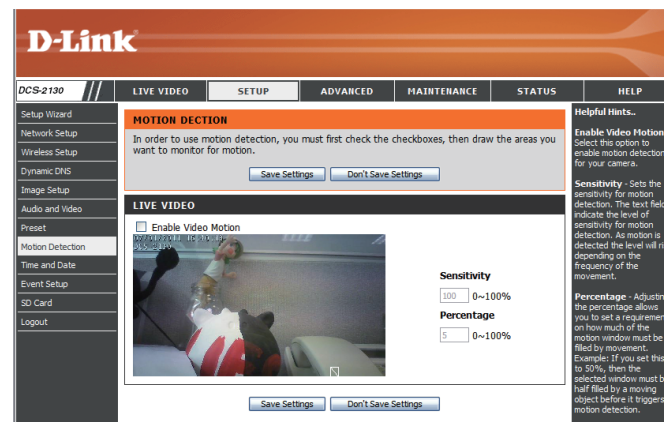 D-Link
DCS-2130
LIVE VIDEO
SETUP
ADVANCED
MAINTENANCE
STATUS
HELP
Setup Wizard
Network Setup
Wireless Setup
Dynamic DNS
Image Setup
Audio and Video
Preset
Motion Detection
Time and Date
Event Setup
SD Card
Logout
MOTION DECTION
In order to use motion detection, you must first check the checkboxes, then draw the areas you
want to monitor for motion.
Save Settings
Don't Save Settings
LIVE VIDEO
Enable Video Motion
Sensitivity
100 0~100%
Percentage
5 0~100%
Save Settings
Don't Save Settings
Helpful Hints..
Enable Video Motion
Select this option to
enable motion detection
for your camera.
Sensitivity - Sets the
sensitivity for motion
detection. The text field
indicate the level of
sensitivity for motion
detection. As motion is
detected the level will ri
depending on the
frequency of the
movement.
Percentage - Adjustin
the percentage allows
you to set a requiremen
on how much of the
motion window must be
filled by movement.
Example: If you set this
to 50%, then the
selected window must b
half filled by a moving
object before it triggers
motion detection.